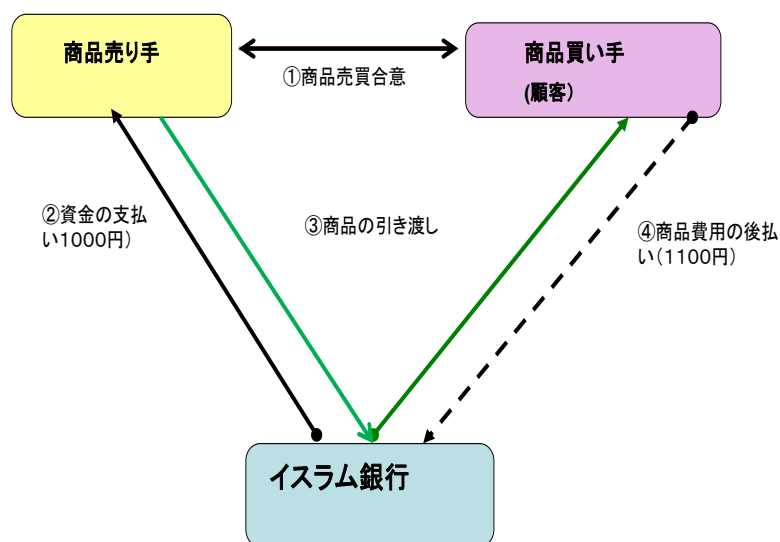 商品売り手
商品買い手
(顧客）
①商品売買合意
②資金の支払
い1000円）
③商品の引き渡し
④商品費用の後払
い（1100円）
イスラム銀行